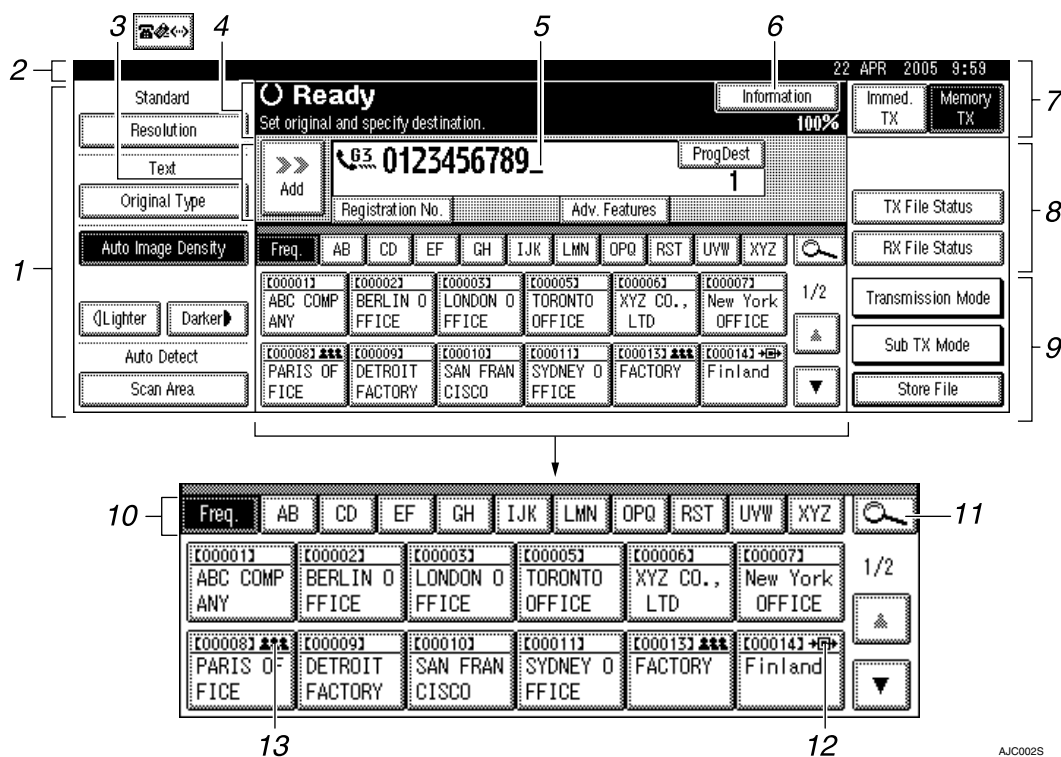 3
4
5
6
2
22 APR 2005 9:59
1
Standard
Resolution
Text
Original Type
Auto Image Density
Lighter
Darker
Auto Detect
Scan Area
Ready
Information
Set original and specify destination.
100%
Add
G3 0123456789_
ProgDest
1
Registration No.
Adv. Features
Freq. AB CD EF GH IJK LMN OPQ RST UVW XYZ
【00001】 【00002】 【00003】 【00005】 【00006】 【00007】
ABC COMP BERLIN O LONDON O TORONTO XYZ CO., New York
ANY FFICE FFICE OFFICE LTD OFFICE
1/2
【00008】 【00009】 【00010】 【00011】 【00013】 【00014】
PARIS OF DETROIT SAN FRAN SYDNEY O FACTORY Finland
FICE FACTORY CISCO FFICE
Immed. TX
Memory TX
7
TX File Status
RX File Status
8
Transmission Mode
Sub TX Mode
Store File
9
10
Freq. AB CD EF GH IJK LMN OPQ RST UVW XYZ
11
【00001】 【00002】 【00003】 【00005】 【00006】 【00007】
ABC COMP BERLIN O LONDON O TORONTO XYZ CO., New York
ANY FFICE FFICE OFFICE LTD OFFICE
1/2
【00008】 【00009】 【00010】 【00011】 【00013】 【00014】
PARIS OF DETROIT SAN FRAN SYDNEY O FACTORY Finland
FICE FACTORY CISCO FFICE
13
12
AJC002S